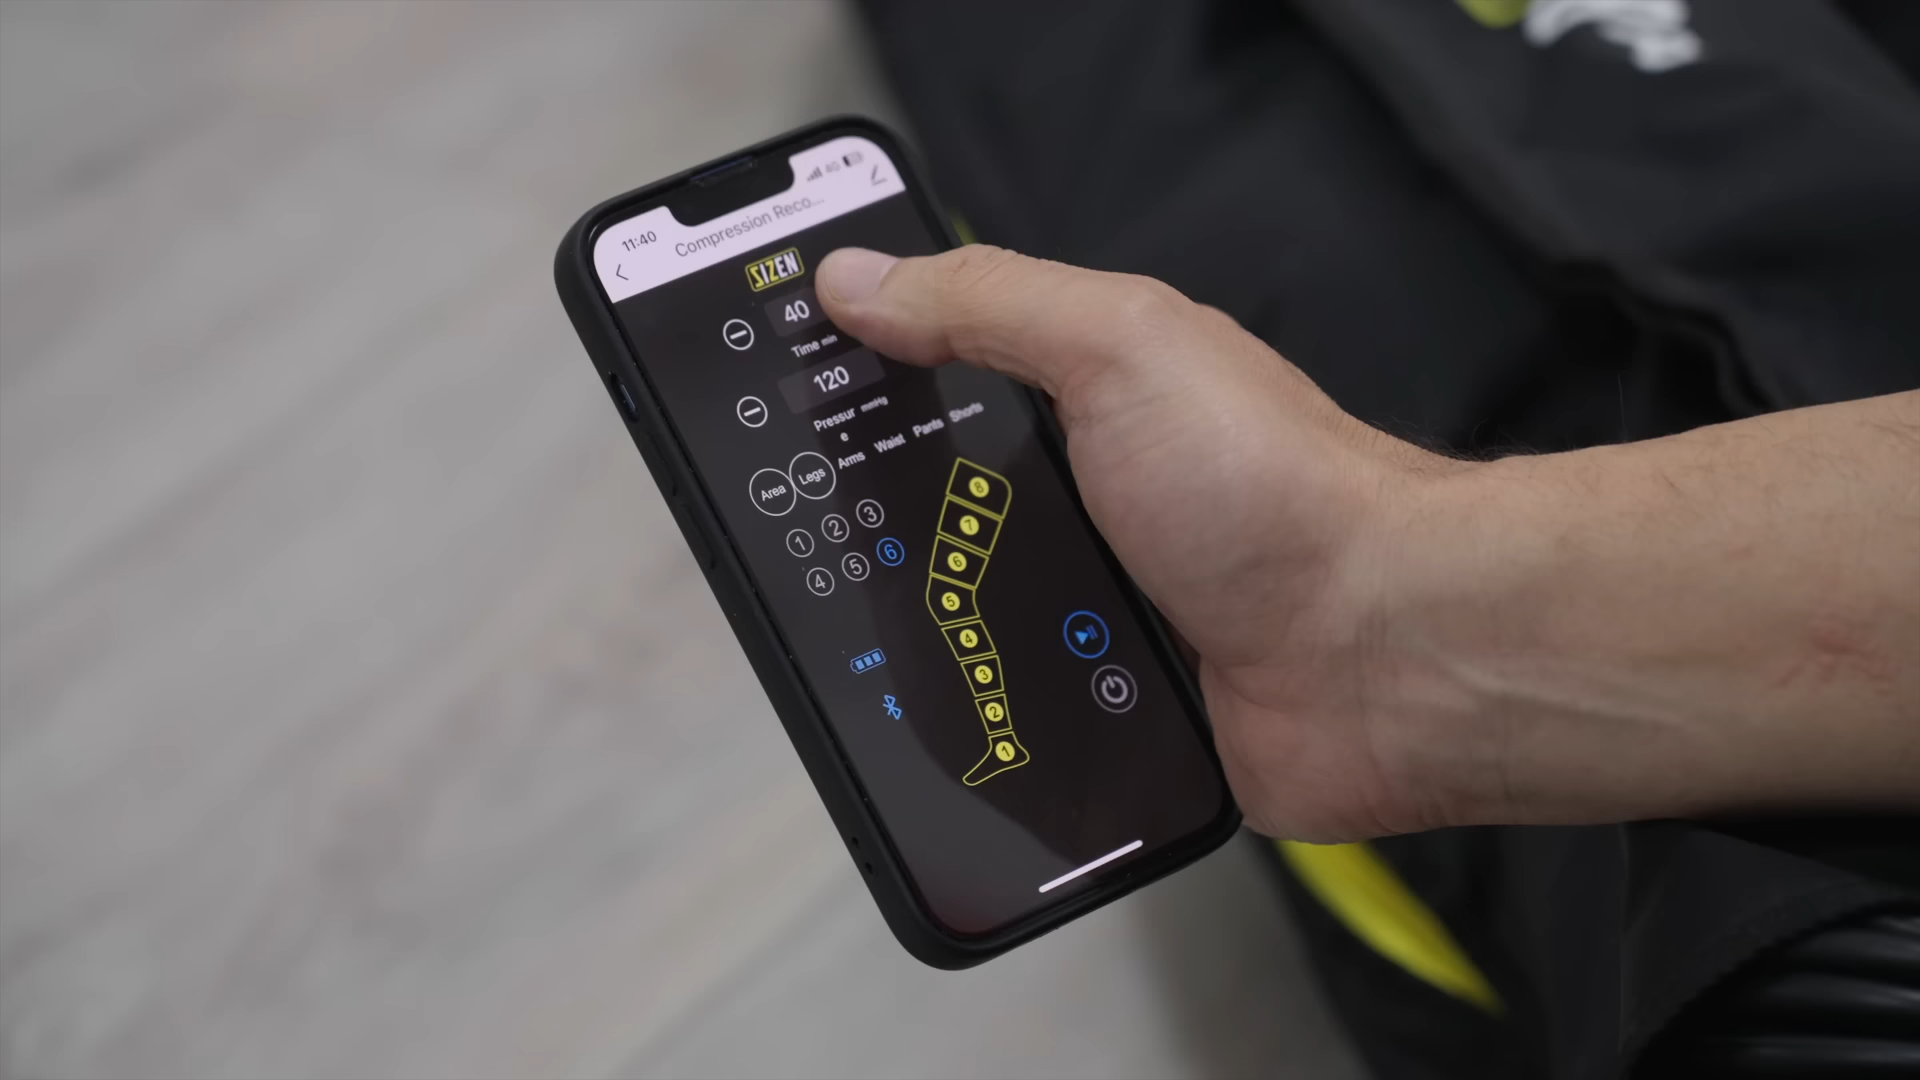 11:40
4G
Compression Reco...
SIZEN
40
Time min
120
Pressur mmHg
e
Area Legs Arms Waist Pants Shorts
1 2 3
4 5 6
8
7
6
5
4
3
2
1